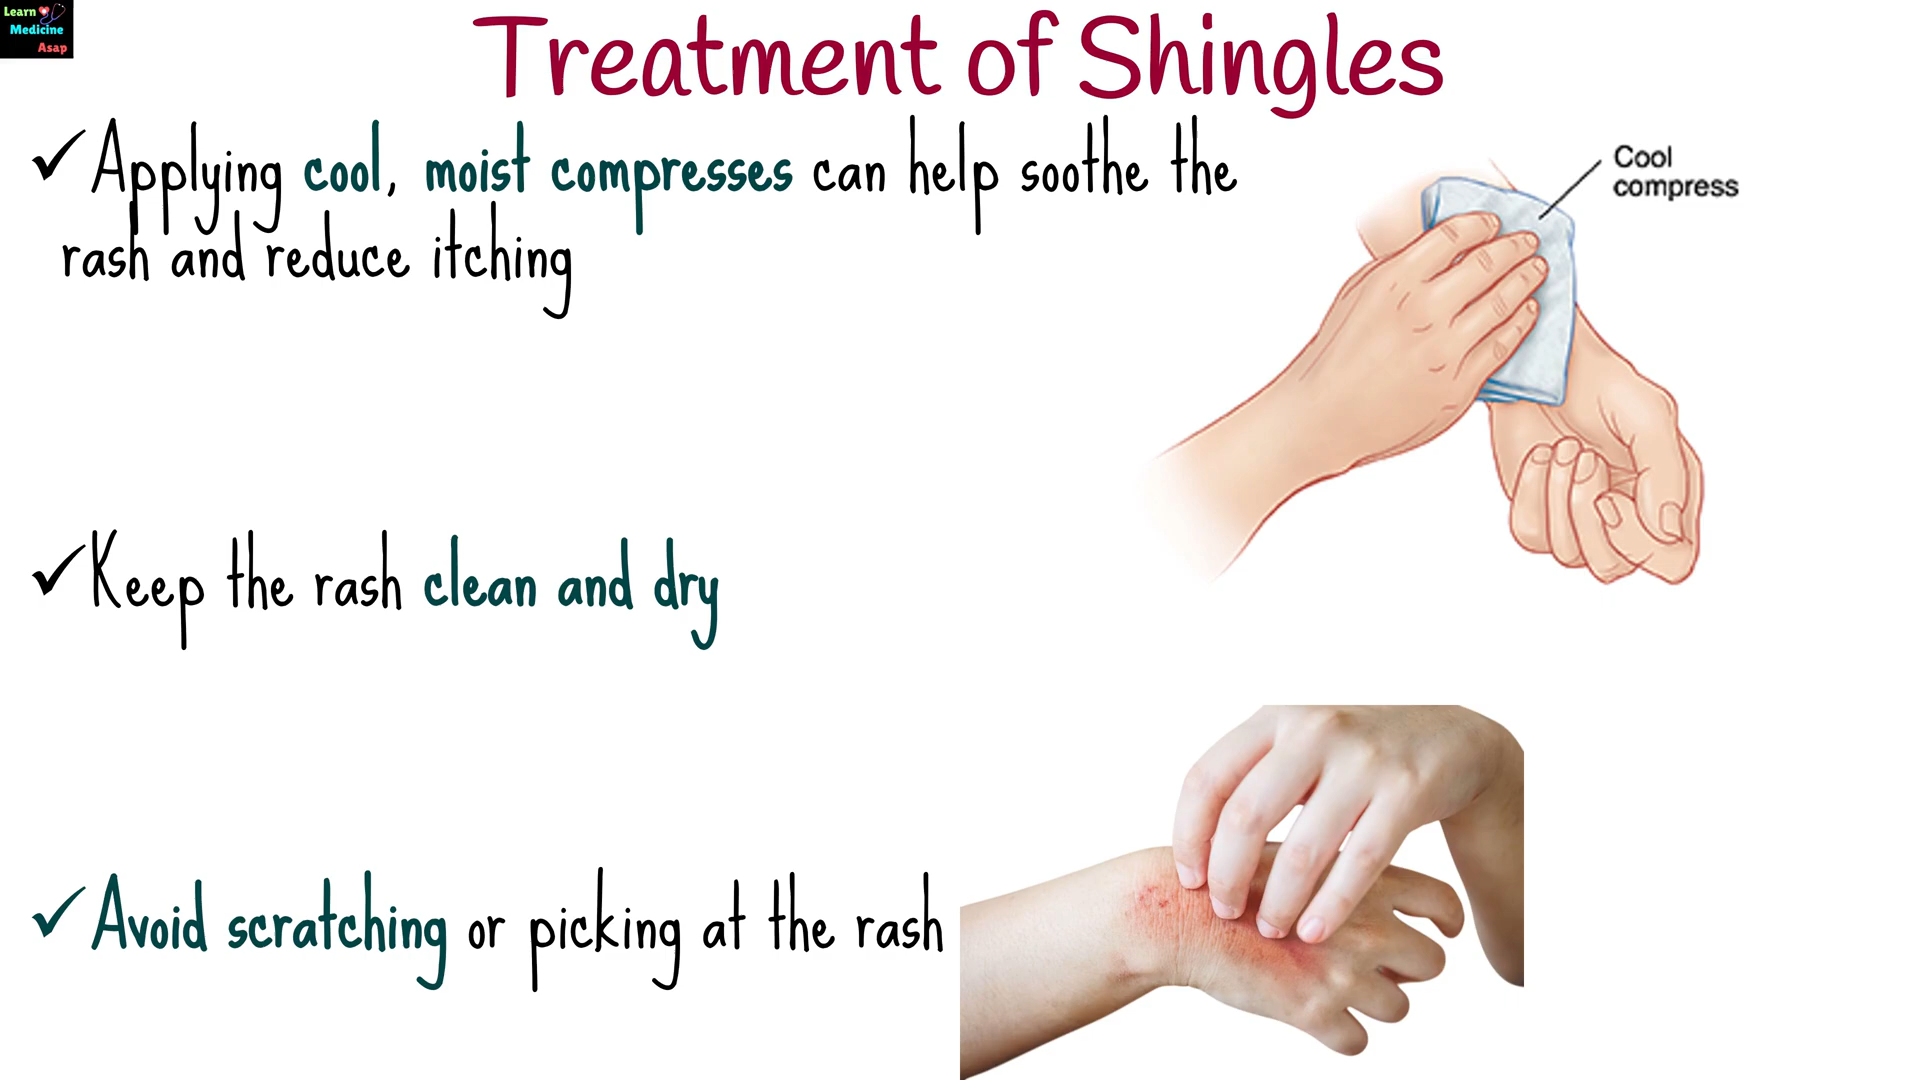 Learn
Medicine
Asap
Treatment of Shingles
✓Applying cool, moist compresses can help soothe the
rash and reduce itching
Cool
compress
✓Keep the rash clean and dry
✓Avoid scratching or picking at the rash